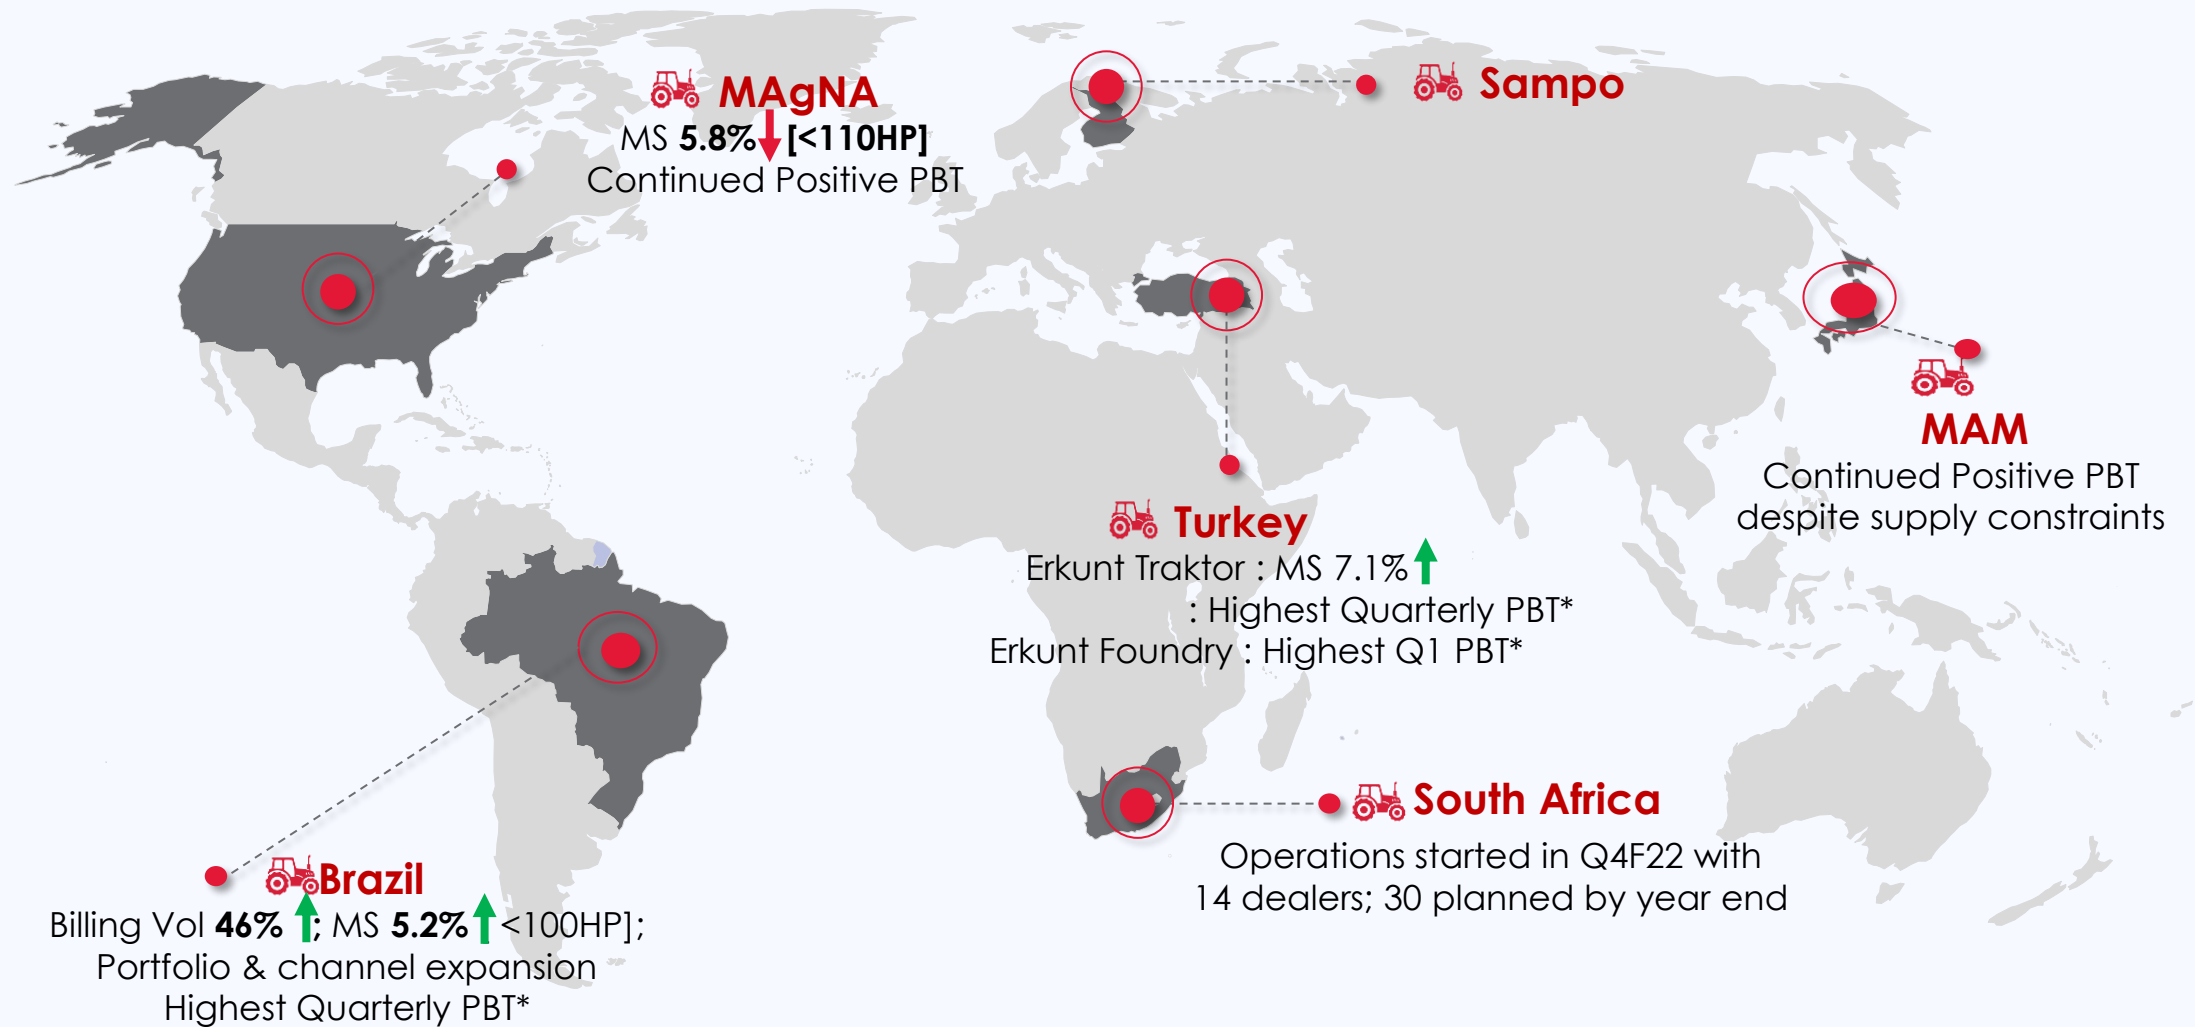 MAgNA
MS 5.8% [<110HP]
Continued Positive PBT
Sampo
MAM
Continued Positive PBT
despite supply constraints
Turkey
Erkunt Traktor : MS 7.1%
: Highest Quarterly PBT*
Erkunt Foundry : Highest Q1 PBT*
South Africa
Operations started in Q4F22 with
14 dealers; 30 planned by year end
Brazil
Billing Vol 46% ; MS 5.2% <100HP];
Portfolio & channel expansion
Highest Quarterly PBT*